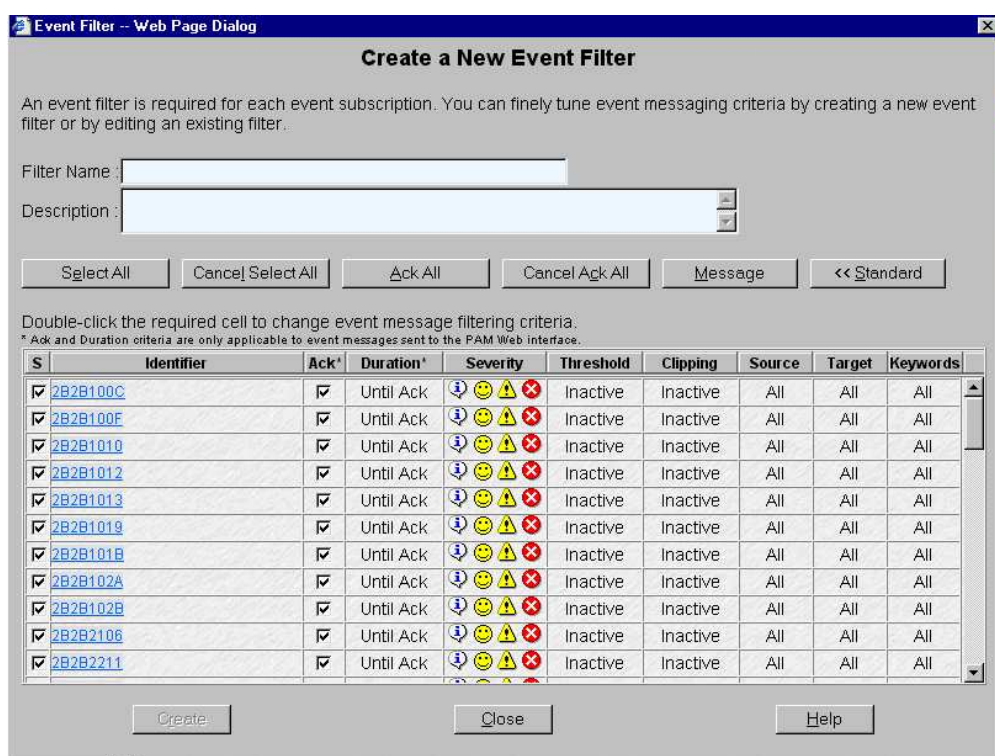 Event Filter -- Web Page Dialog
Create a New Event Filter
An event filter is required for each event subscription. You can finely tune event messaging criteria by creating a new event
filter or by editing an existing filter.
Filter Name :
Description :
Select All Cancel Select All Ack All Cancel Ack All Message << Standard
Double-click the required cell to change event message filtering criteria.
* Ack and Duration criteria are only applicable to event messages sent to the PAM Web interface.
S Identifier Ack* Duration* Severity Threshold Clipping Source Target Keywords
2B2B100C Until Ack Inactive Inactive All All All
2B2B100F Until Ack Inactive Inactive All All All
2B2B1010 Until Ack Inactive Inactive All All All
2B2B1012 Until Ack Inactive Inactive All All All
2B2B1013 Until Ack Inactive Inactive All All All
2B2B1019 Until Ack Inactive Inactive All All All
2B2B101B Until Ack Inactive Inactive All All All
2B2B102A Until Ack Inactive Inactive All All All
2B2B102B Until Ack Inactive Inactive All All All
2B2B2106 Until Ack Inactive Inactive All All All
2B2B2211 Until Ack Inactive Inactive All All All
Create Close Help